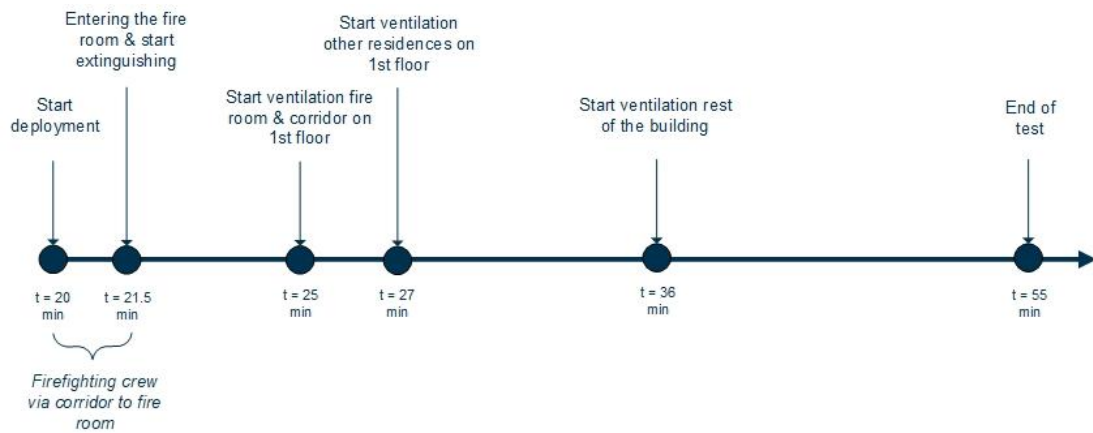 Start
deployment
Entering the fire
room & start
extinguishing
Start ventilation fire
room & corridor on
1st floor
Start ventilation
other residences on
1st floor
Start ventilation rest
of the building
End of
test
t = 20
min
t = 21.5
min
t = 25
min
t = 27
min
t = 36
min
t = 55
min
Firefighting crew
via corridor to fire
room